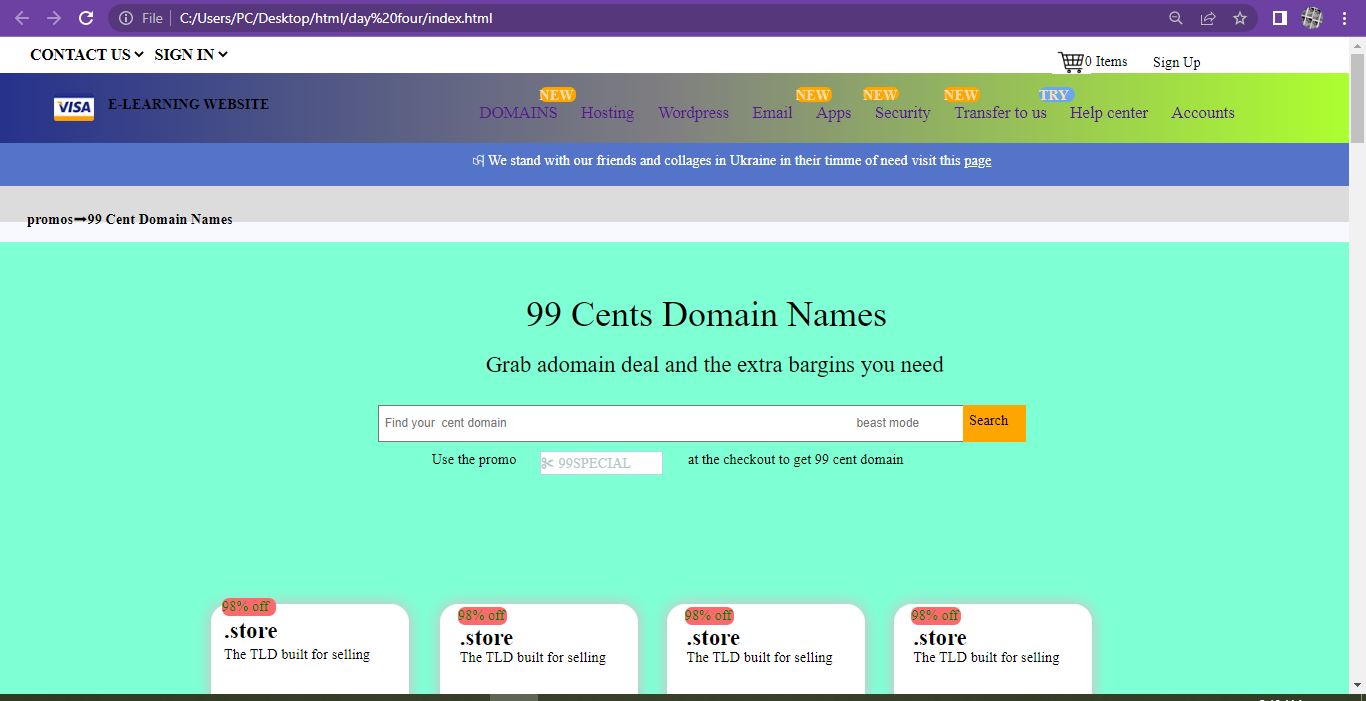 File C:/Users/PC/Desktop/html/day%20four/index.html
CONTACT US SIGN IN 0 Items Sign Up
VISA E-LEARNING WEBSITE
NEW NEW NEW NEW TRY
DOMAINS Hosting Wordpress Email Apps Security Transfer to us Help center Accounts
We stand with our friends and collages in Ukraine in their timme of need visit this page
promos➞99 Cent Domain Names
99 Cents Domain Names
Grab adomain deal and the extra bargins you need
Find your cent domain beast mode Search
Use the promo ✂ 99SPECIAL at the checkout to get 99 cent domain
98% off 98% off 98% off 98% off
.store .store .store .store
The TLD built for selling The TLD built for selling The TLD built for selling The TLD built for selling